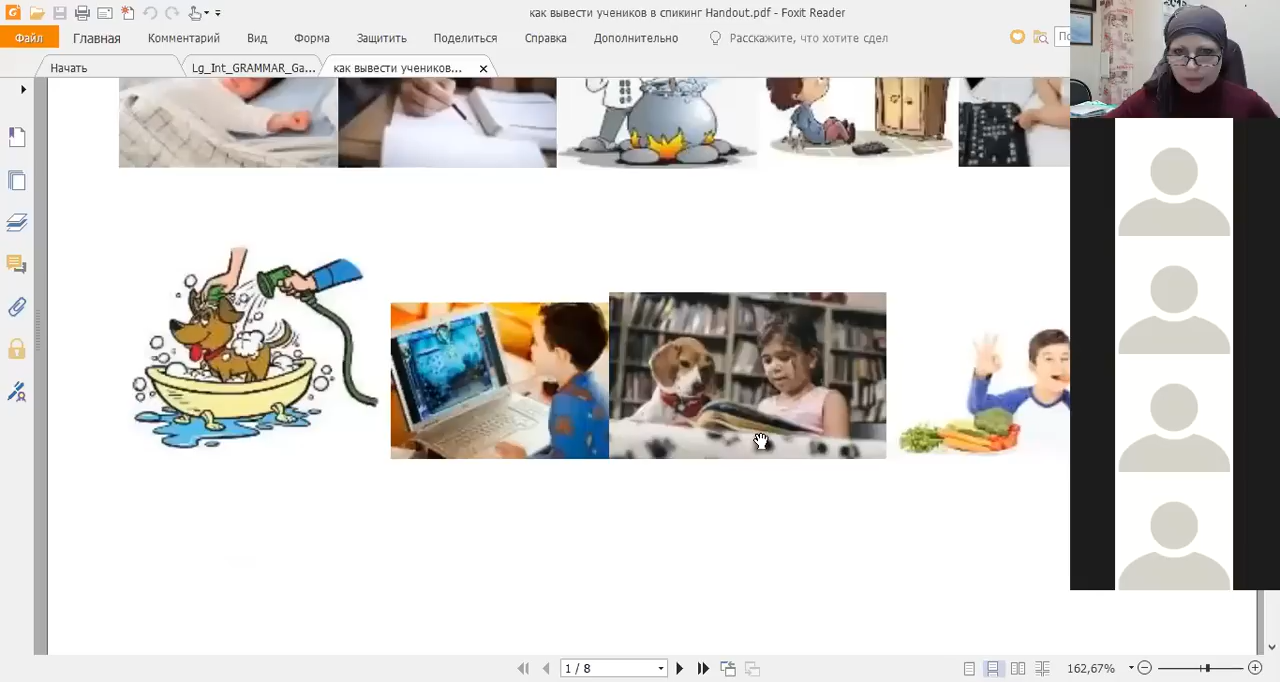 как вывести учеников в спикинг Handout.pdf - Foxit Reader
Файл Главная Комментарий Вид Форма Защитить Поделиться Справка Дополнительно Расскажите, что хотите сдел
Начать Lg_Int_GRAMMAR_Ga... как вывести учеников...
1 / 8 162,67%